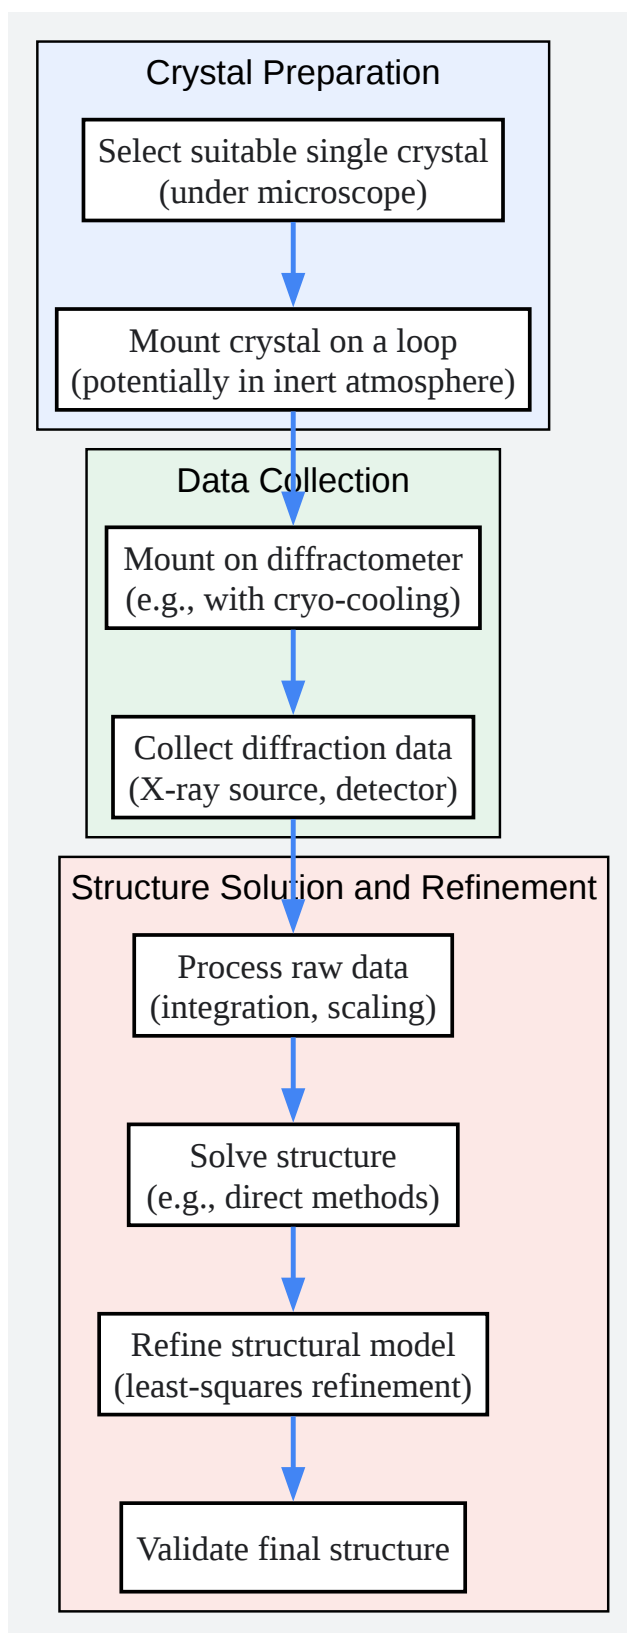 Crystal Preparation
Select suitable single crystal
(under microscope)
Mount crystal on a loop
(potentially in inert atmosphere)
Data Collection
Mount on diffractometer
(e.g., with cryo-cooling)
Collect diffraction data
(X-ray source, detector)
Structure Solution and Refinement
Process raw data
(integration, scaling)
Solve structure
(e.g., direct methods)
Refine structural model
(least-squares refinement)
Validate final structure